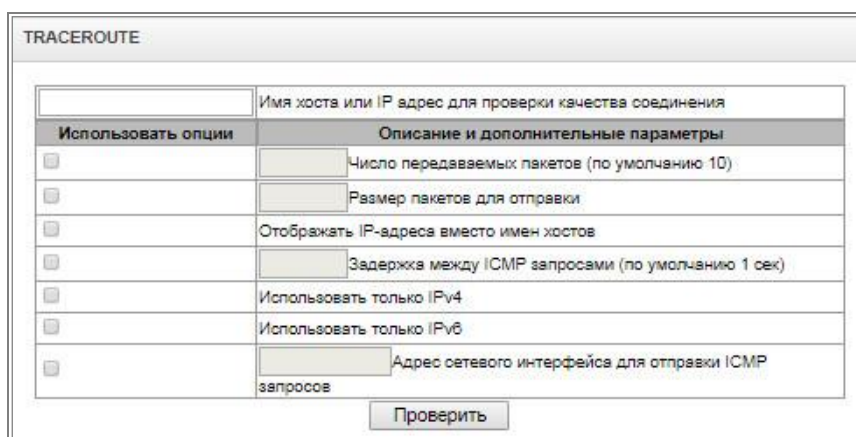 TRACEROUTE
Имя хоста или IP адрес для проверки качества соединения
Использовать опции Описание и дополнительные параметры
Число передаваемых пакетов (по умолчанию 10)
Размер пакетов для отправки
Отображать IP-адреса вместо имен хостов
Задержка между ICMP запросами (по умолчанию 1 сек)
Использовать только IPv4
Использовать только IPv6
Адрес сетевого интерфейса для отправки ICMP
запросов
Проверить